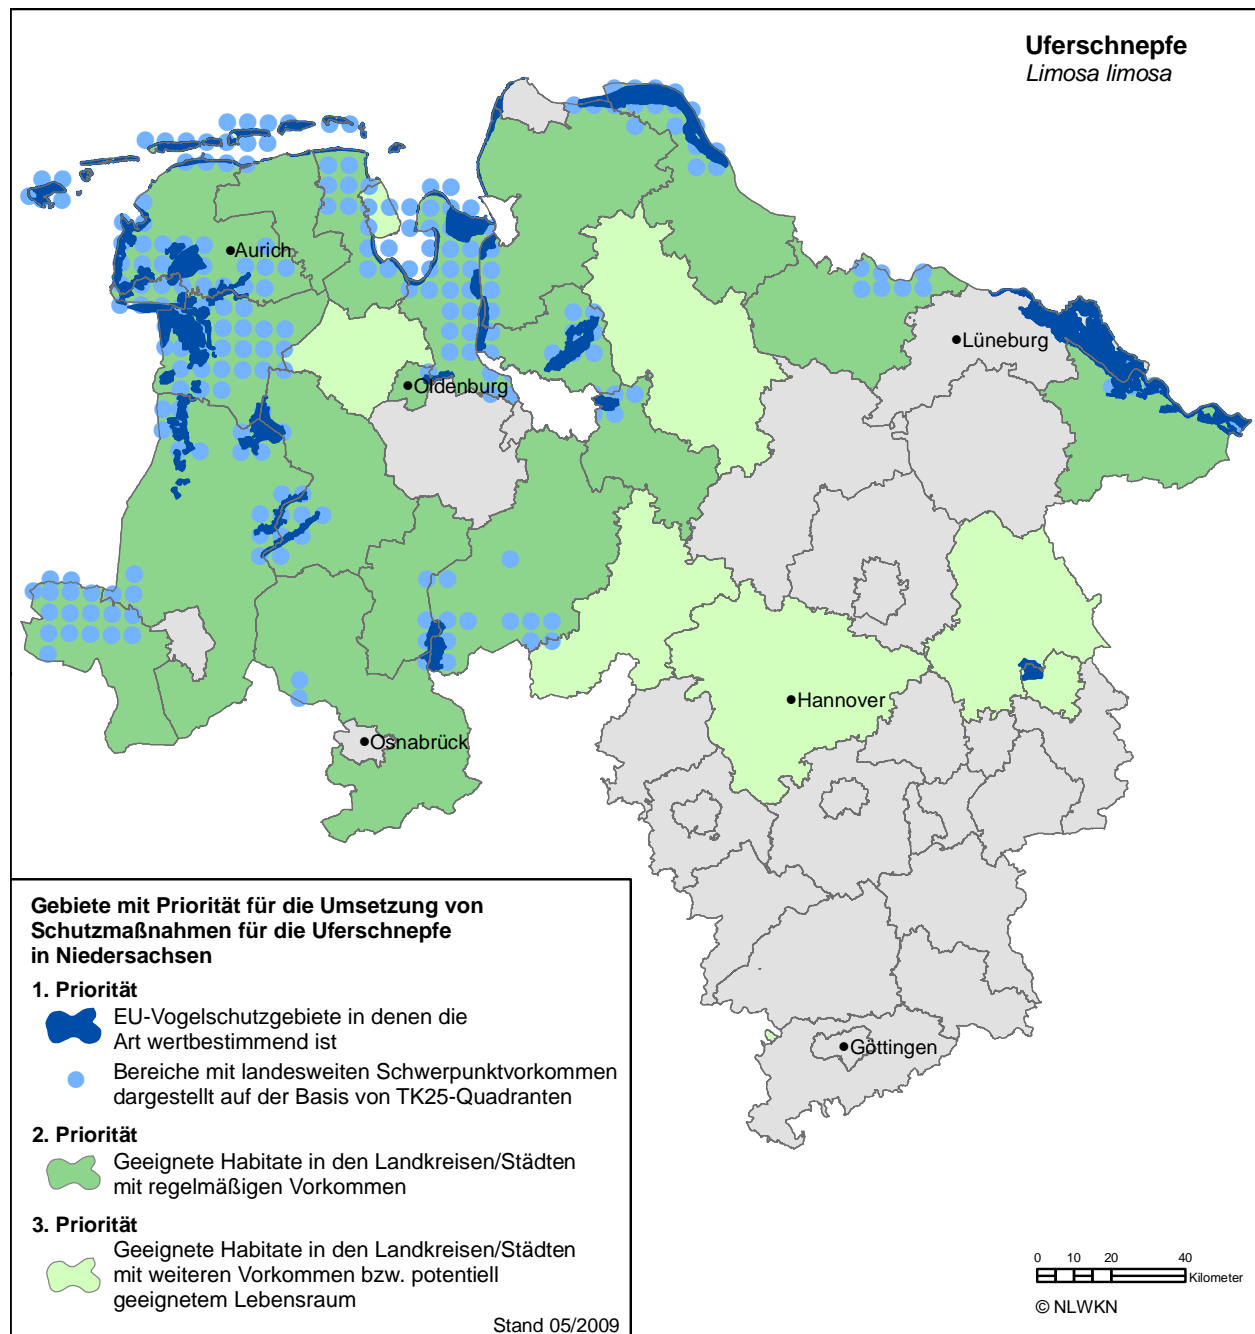 Uferschnepfe
Limosa limosa
Aurich
Lüneburg
Oldenburg
Hannover
Osnabrück
Göttingen
Gebiete mit Priorität für die Umsetzung von
Schutzmaßnahmen für die Uferschnepfe
in Niedersachsen
1. Priorität
EU-Vogelschutzgebiete in denen die
Art wertbestimmend ist
Bereiche mit landesweiten Schwerpunktvorkommen
dargestellt auf der Basis von TK25-Quadranten
2. Priorität
Geeignete Habitate in den Landkreisen/Städten
mit regelmäßigen Vorkommen
3. Priorität
Geeignete Habitate in den Landkreisen/Städten
mit weiteren Vorkommen bzw. potentiell
geeignetem Lebensraum
Stand 05/2009
0 10 20 40
Kilometer
© NLWKN